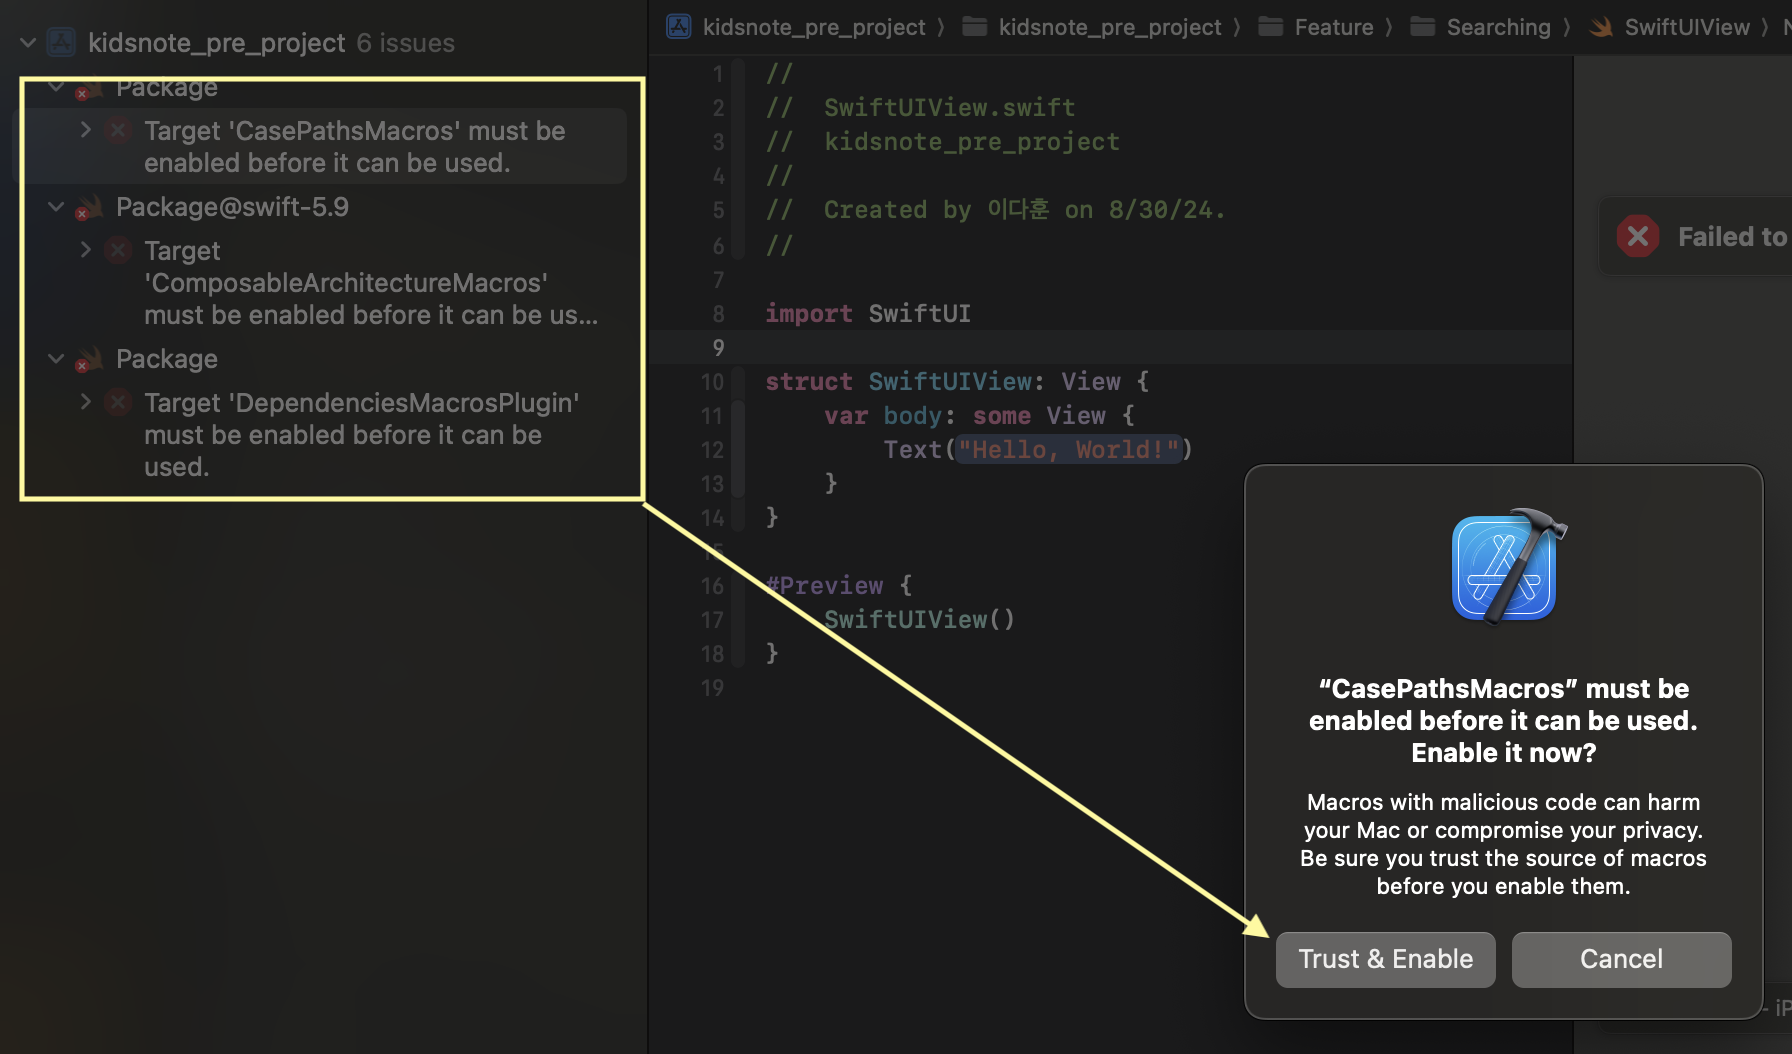 kidsnote_pre_project 6 issues
Package
Target 'CasePathsMacros' must be
enabled before it can be used.
Package@swift-5.9
Target
'ComposableArchitectureMacros'
must be enabled before it can be us...
Package
Target 'DependenciesMacrosPlugin'
must be enabled before it can be
used.
kidsnote_pre_project 〉 kidsnote_pre_project 〉 Feature 〉 Searching 〉 SwiftUIView 〉
1 //
2 //  SwiftUIView.swift
3 //  kidsnote_pre_project
4 //
5 //  Created by 이다훈 on 8/30/24.
6 //
7
8 import SwiftUI
9
10 struct SwiftUIView: View {
11     var body: some View {
12         Text("Hello, World!")
13     }
14 }
15
16 #Preview {
17     SwiftUIView()
18 }
19
Failed to
“CasePathsMacros” must be
enabled before it can be used.
Enable it now?
Macros with malicious code can harm
your Mac or compromise your privacy.
Be sure you trust the source of macros
before you enable them.
Trust & Enable
Cancel